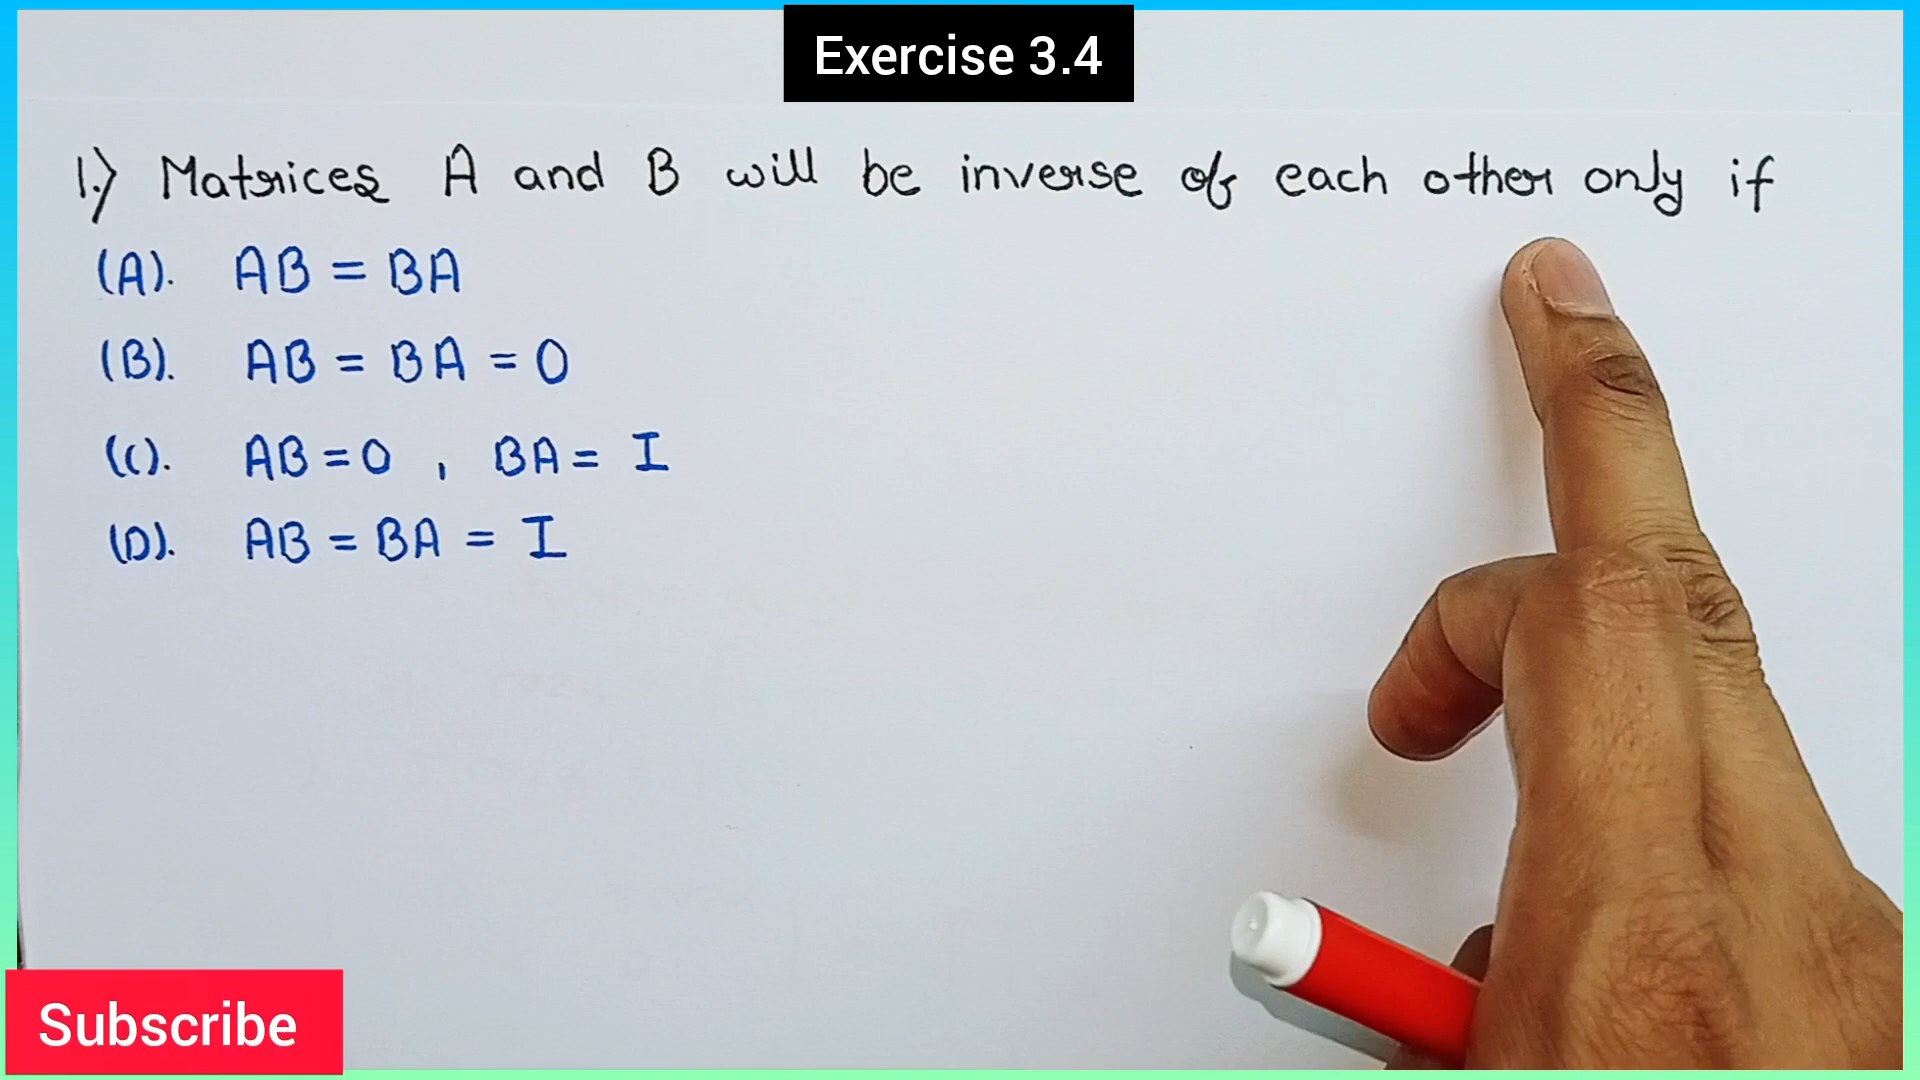 Exercise 3.4
1.) Matrices A and B will be inverse of each other only if
(A). AB = BA
(B). AB = BA = 0
(C). AB = 0 , BA = I
(D). AB = BA = I
Subscribe